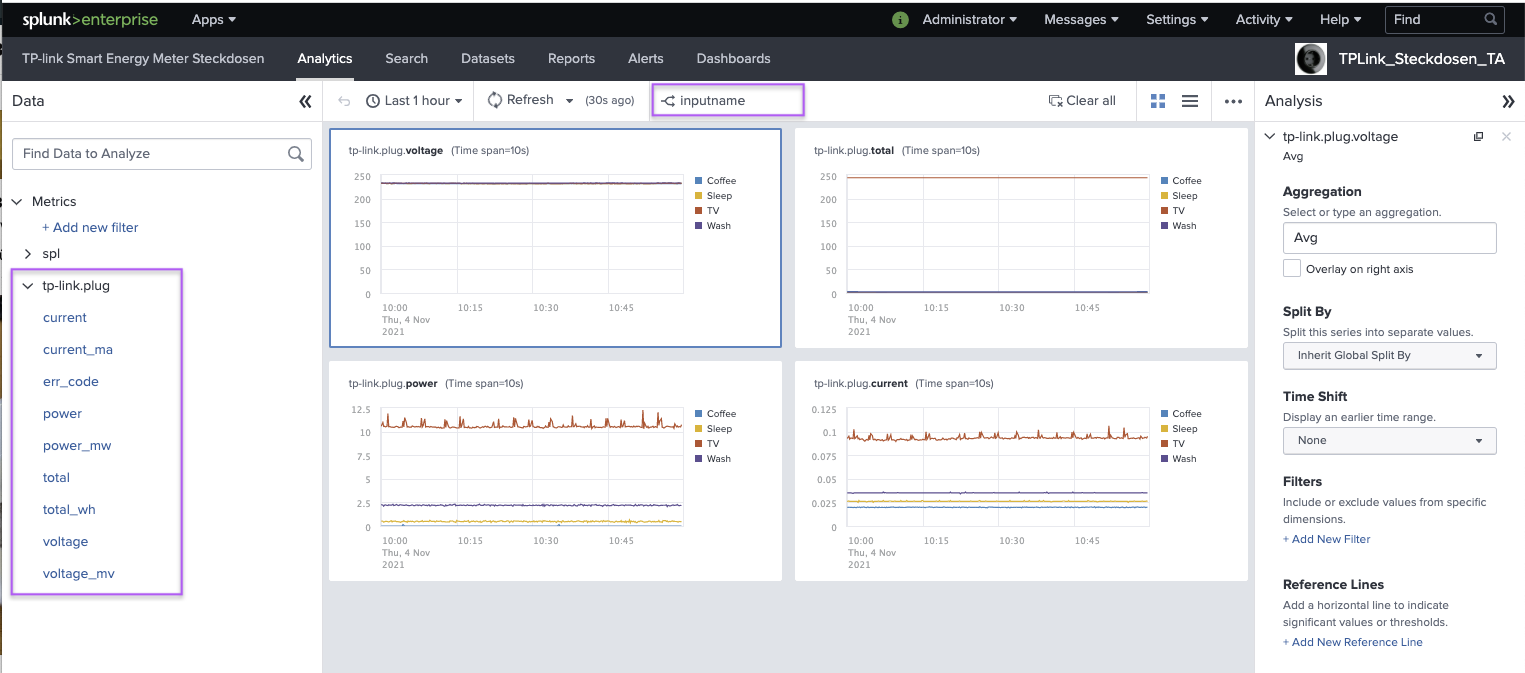 splunk>enterprise Apps Administrator Messages Settings Activity Help Find
TP-link Smart Energy Meter Steckdosen Analytics Search Datasets Reports Alerts Dashboards TPLink_Steckdosen_TA
Data
Last 1 hour Refresh (30s ago) inputname Clear all
Find Data to Analyze
Metrics
+ Add new filter
spl
tp-link.plug
current
current_ma
err_code
power
power_mw
total
total_wh
voltage
voltage_mv
tp-link.plug.voltage (Time span=10s)
250
200
150
100
50
0
10:00 10:15 10:30 10:45
Thu, 4 Nov
2021
Coffee
Sleep
TV
Wash
tp-link.plug.total (Time span=10s)
250
200
150
100
50
0
10:00 10:15 10:30 10:45
Thu, 4 Nov
2021
Coffee
Sleep
TV
Wash
tp-link.plug.power (Time span=10s)
12.5
10
7.5
5
2.5
0
10:00 10:15 10:30 10:45
Thu, 4 Nov
2021
Coffee
Sleep
TV
Wash
tp-link.plug.current (Time span=10s)
0.125
0.1
0.075
0.05
0.025
0
10:00 10:15 10:30 10:45
Thu, 4 Nov
2021
Coffee
Sleep
TV
Wash
Analysis
tp-link.plug.voltage
Avg
Aggregation
Select or type an aggregation.
Avg
Overlay on right axis
Split By
Split this series into separate values.
Inherit Global Split By
Time Shift
Display an earlier time range.
None
Filters
Include or exclude values from specific
dimensions.
+ Add New Filter
Reference Lines
Add a horizontal line to indicate
significant values or thresholds.
+ Add New Reference Line